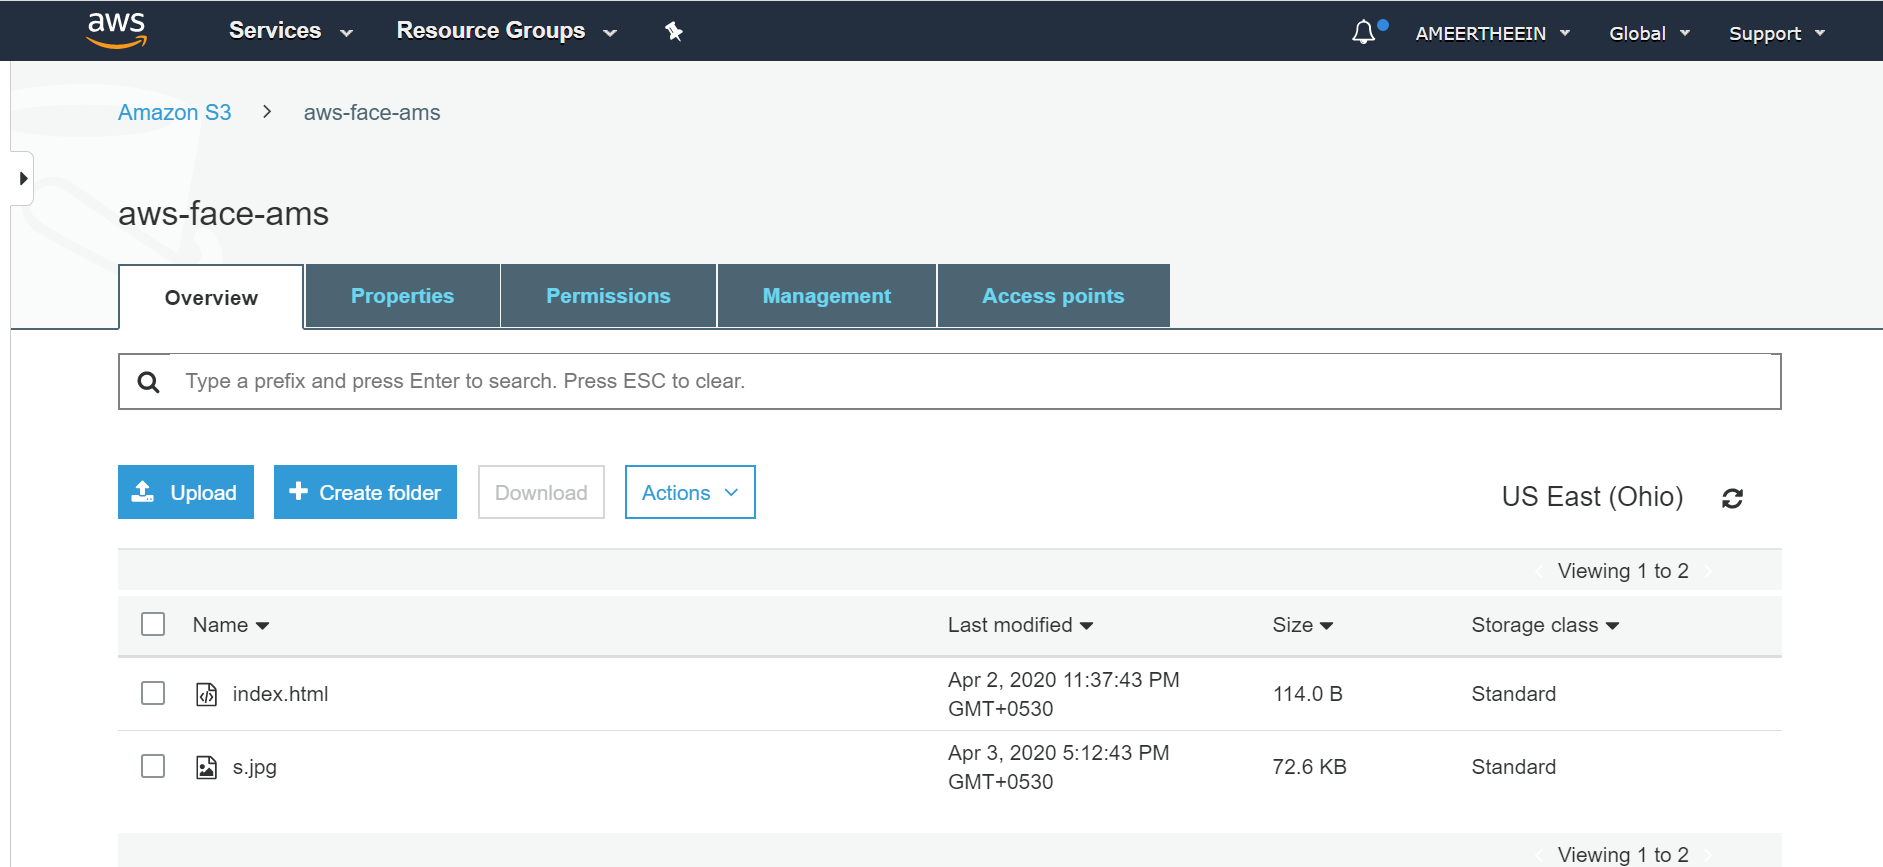 aws Services Resource Groups AMEERTHEEIN Global Support
Amazon S3 > aws-face-ams
aws-face-ams
Overview Properties Permissions Management Access points
Type a prefix and press Enter to search. Press ESC to clear.
Upload Create folder Download Actions US East (Ohio)
Viewing 1 to 2
Name Last modified Size Storage class
index.html Apr 2, 2020 11:37:43 PM GMT+0530 114.0 B Standard
s.jpg Apr 3, 2020 5:12:43 PM GMT+0530 72.6 KB Standard
Viewing 1 to 2